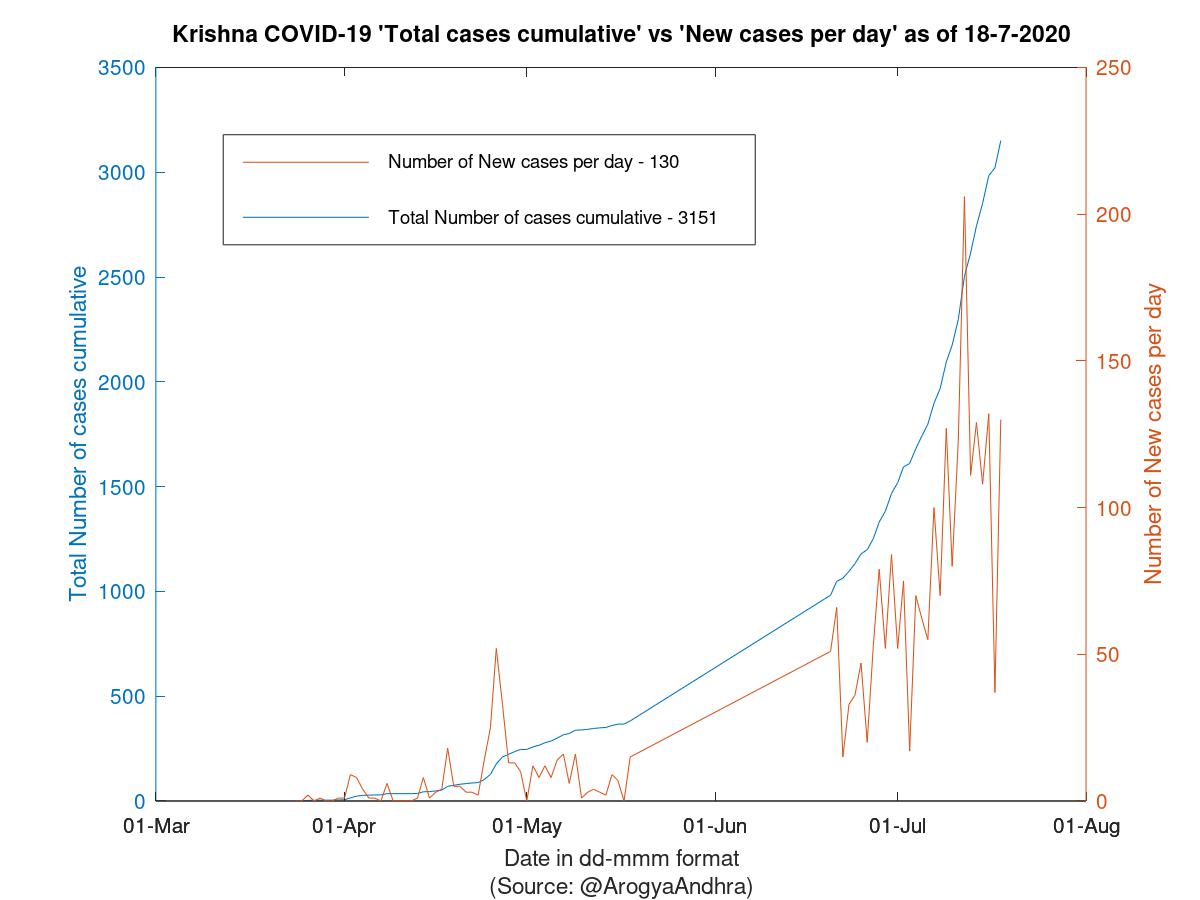 Krishna COVID-19 'Total cases cumulative' vs 'New cases per day' as of 18-7-2020
3500
3000
2500
2000
1500
1000
500
0
Total Number of cases cumulative
250
200
150
100
50
0
Number of New cases per day
Number of New cases per day - 130
Total Number of cases cumulative - 3151
01-Mar 01-Apr 01-May 01-Jun 01-Jul 01-Aug
Date in dd-mmm format
(Source: @ArogyaAndhra)